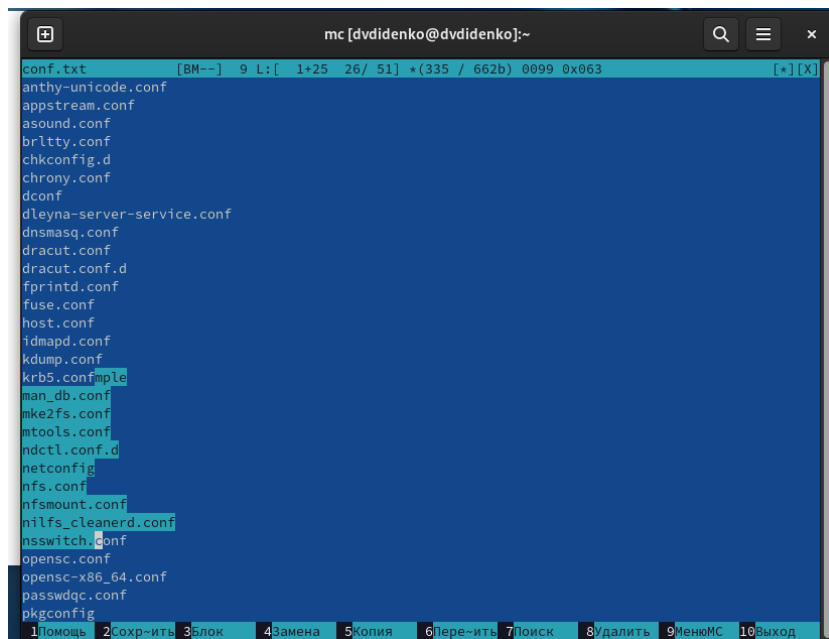 mc [dvdidenko@dvdidenko]:~
conf.txt [BM--] 9 L:[ 1+25 26/ 51] *(335 / 662b) 0099 0x063 [*][X]
anthy-unicode.conf
appstream.conf
asound.conf
brltty.conf
chkconfig.d
chrony.conf
dconf
dleyna-server-service.conf
dnsmasq.conf
dracut.conf
dracut.conf.d
fprintd.conf
fuse.conf
host.conf
idmapd.conf
kdump.conf
krb5.confmple
man_db.conf
mke2fs.conf
mtools.conf
ndctl.conf.d
netconfig
nfs.conf
nfsmount.conf
nilfs_cleanerd.conf
nsswitch.conf
opensc.conf
opensc-x86_64.conf
passwdqc.conf
pkgconfig
1Помощь 2Сохр~ить 3Блок 4Замена 5Копия 6Пере~ить 7Поиск 8Удалить 9МенюМС 10Выход